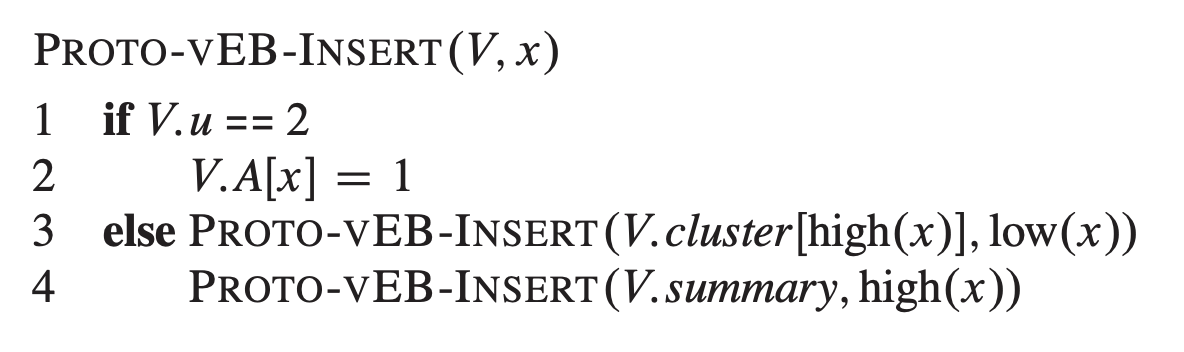 PROTO-VEB-INSERT(V, x)
1 if V.u == 2
2 V.A[x] = 1
3 else PROTO-VEB-INSERT(V.cluster[high(x)], low(x))
4 PROTO-VEB-INSERT(V.summary, high(x))